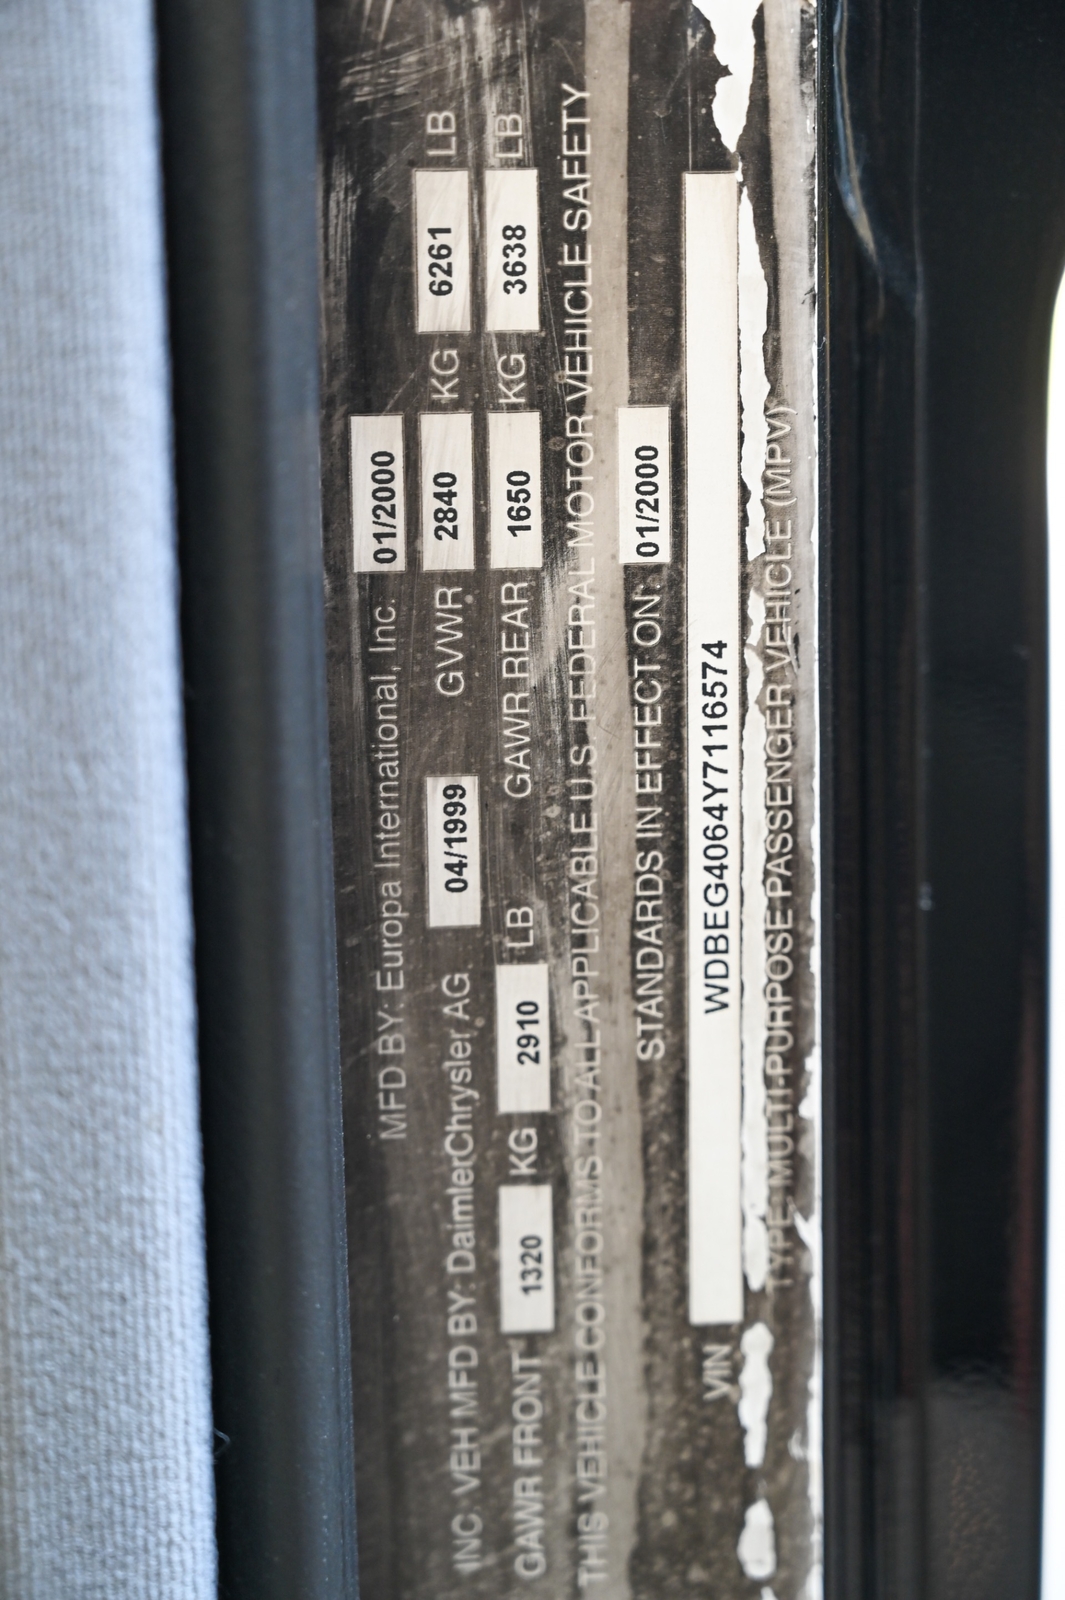 MFD BY: Europa International, Inc. 01/2000
INC. VEH MFD BY: DaimlerChrysler AG 04/1999 GVWR 2840 KG 6261 LB
GAWR FRONT 1320 KG 2910 LB GAWR REAR 1650 KG 3638 LB
THIS VEHICLE CONFORMS TO ALL APPLICABLE U.S. FEDERAL MOTOR VEHICLE SAFETY
STANDARDS IN EFFECT ON: 01/2000
VIN WDBEG4064Y7116574
TYPE: MULTI-PURPOSE PASSENGER VEHICLE (MPV)